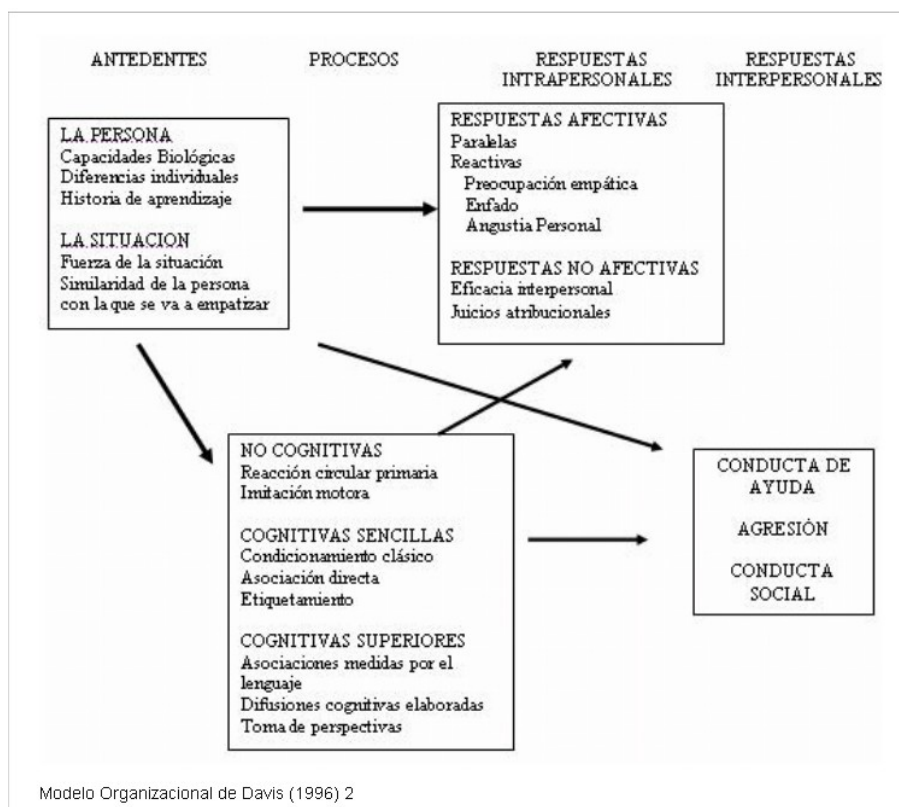 ANTEDENTES
PROCESOS
RESPUESTAS
INTRAPERSONALES
RESPUESTAS
INTERPERSONALES
LA PERSONA
Capacidades Biológicas
Diferencias individuales
Historia de aprendizaje
LA SITUACION
Fuerza de la situación
Similaridad de la persona
con la que se va a empatizar
RESPUESTAS AFECTIVAS
Paralelas
Reactivas
Preocupación empática
Enfado
Angustia Personal
RESPUESTAS NO AFECTIVAS
Eficacia interpersonal
Juicios atribucionales
NO COGNITIVAS
Reacción circular primaria
Imitación motora
COGNITIVAS SENCILLAS
Condicionamiento clásico
Asociación directa
Etiquetamiento
COGNITIVAS SUPERIORES
Asociaciones medidas por el
lenguaje
Difusiones cognitivas elaboradas
Toma de perspectivas
CONDUCTA DE
AYUDA
AGRESIÓN
CONDUCTA
SOCIAL
Modelo Organizacional de Davis (1996) 2